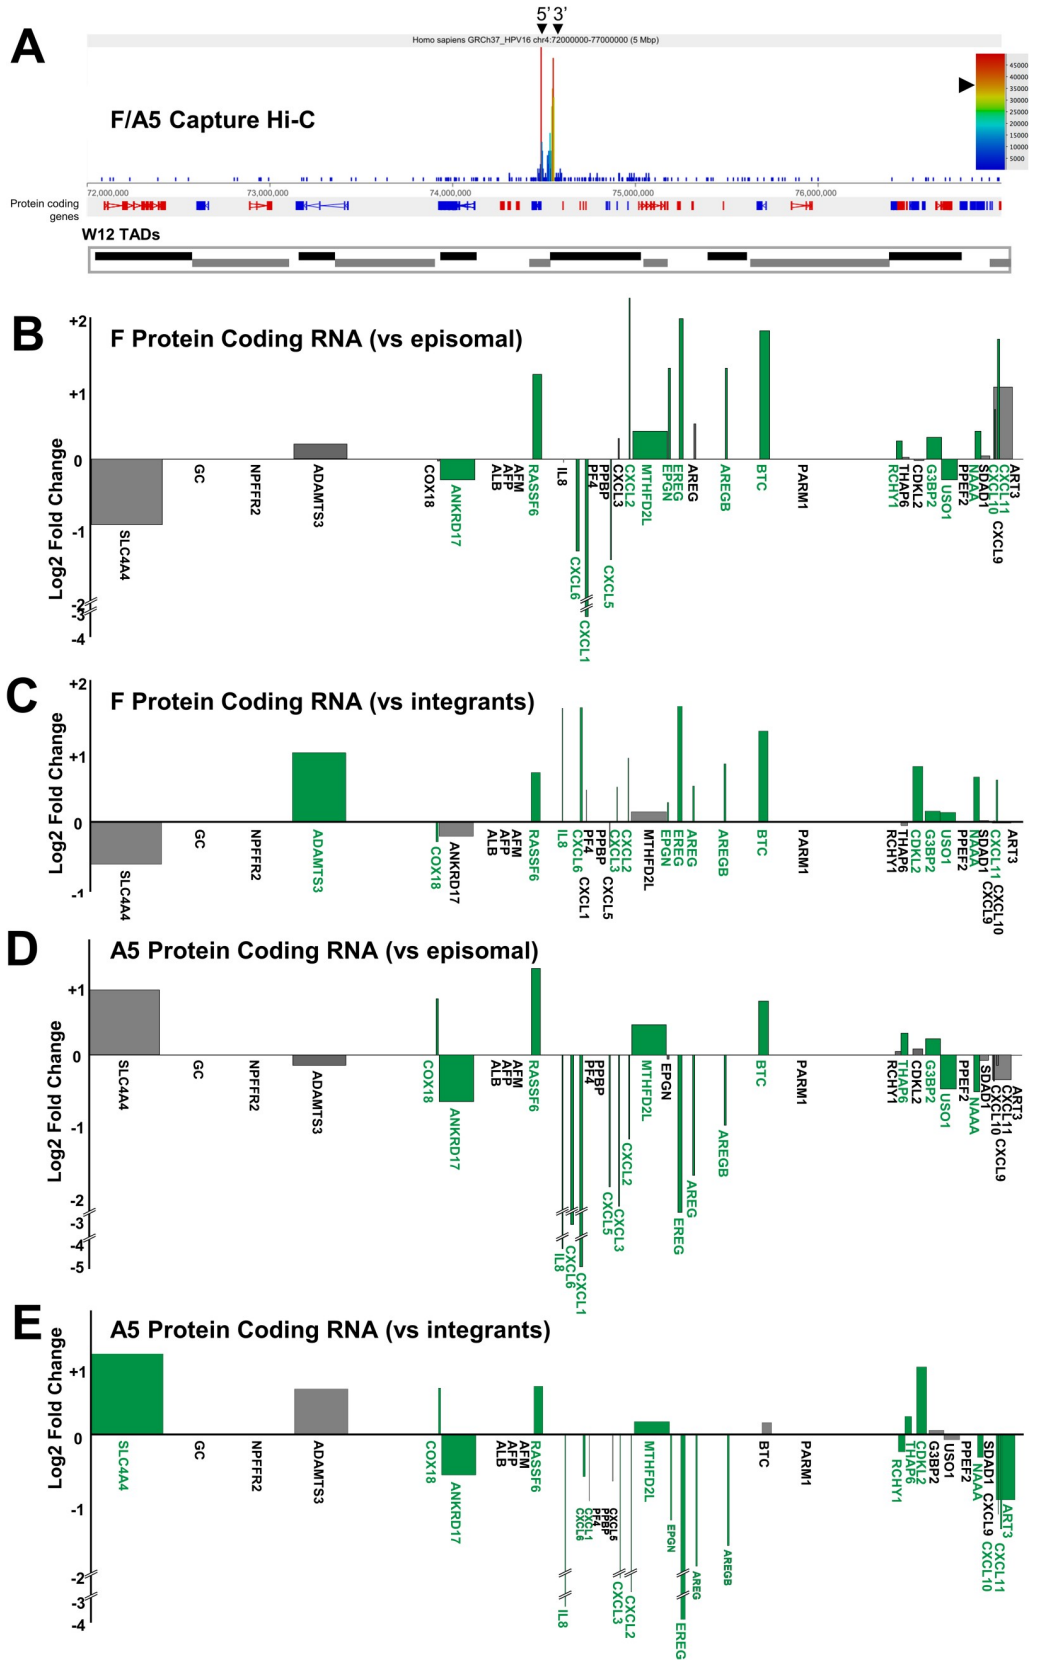 5' 3'
A
Homo sapiens GRCh37_HPV16 chr4:72000000-77000000 (5 Mbp)
F/A5 Capture Hi-C
45000
40000
35000
30000
25000
20000
15000
10000
5000
72,000,000 73,000,000 74,000,000 75,000,000 76,000,000
Protein coding
genes
W12 TADs
B
F Protein Coding RNA (vs episomal)
Log2 Fold Change
+2
+1
0
-1
-2
-3
-4
SLC4A4 GC NPFFR2 ADAMTS3 COX18 ANKRD17 ALB AFP AFM RASSF6 IL8 CXCL6 CXCL1 PF4 PPBP CXCL5 CXCL3 CXCL2 MTHFD2L EPGN EREG AREG AREGB BTC PARM1 RCHY1 THAP6 CDKL2 G3BP2 USO1 PPEF2 NAAA SDAD1 CXCL10 CXCL9 CXCL11 ART3
C
F Protein Coding RNA (vs integrants)
Log2 Fold Change
+2
+1
0
-1
SLC4A4 GC NPFFR2 ADAMTS3 COX18 ANKRD17 ALB AFP AFM RASSF6 IL8 CXCL6 CXCL1 PF4 PPBP CXCL5 CXCL3 CXCL2 MTHFD2L EPGN EREG AREG AREGB BTC PARM1 RCHY1 THAP6 CDKL2 G3BP2 USO1 PPEF2 NAAA SDAD1 CXCL9 CXCL11 CXCL10 ART3
D
A5 Protein Coding RNA (vs episomal)
Log2 Fold Change
+1
0
-1
-2
-3
-4
-5
SLC4A4 GC NPFFR2 ADAMTS3 COX18 ANKRD17 ALB AFP AFM RASSF6 IL8 CXCL6 CXCL1 PF4 PPBP CXCL5 CXCL3 CXCL2 MTHFD2L EPGN EREG AREG AREGB BTC PARM1 RCHY1 THAP6 CDKL2 G3BP2 USO1 PPEF2 NAAA SDAD1 CXCL10 CXCL9 CXCL11 ART3
E
A5 Protein Coding RNA (vs integrants)
Log2 Fold Change
+1
0
-1
-2
-3
-4
SLC4A4 GC NPFFR2 ADAMTS3 COX18 ANKRD17 ALB AFP AFM RASSF6 IL8 CXCL6 CXCL1 PF4 PPBP CXCL5 CXCL3 CXCL2 MTHFD2L EPGN EREG AREG AREGB BTC PARM1 RCHY1 THAP6 CDKL2 G3BP2 USO1 PPEF2 NAAA SDAD1 CXCL9 CXCL10 CXCL11 ART3